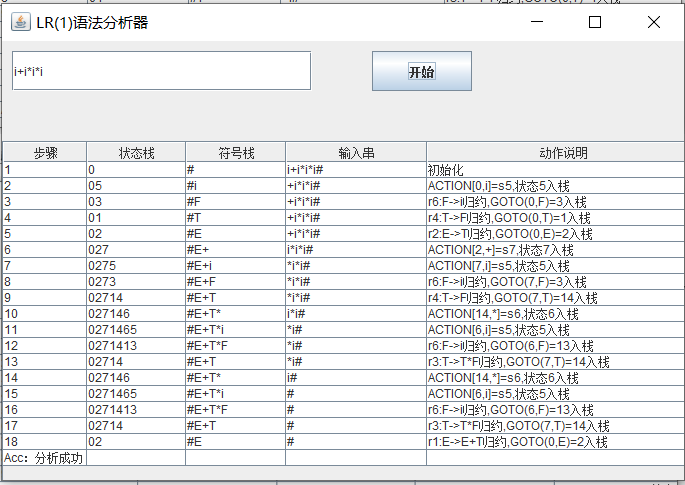 LR(1)语法分析器
i+i*i*i
开始
步骤 状态栈 符号栈 输入串 动作说明
1 0 # i+i*i*i# 初始化
2 05 #i +i*i*i# ACTION[0,i]=s5,状态5入栈
3 03 #F +i*i*i# r6:F->i归约,GOTO(0,F)=3入栈
4 01 #T +i*i*i# r4:T->F归约,GOTO(0,T)=1入栈
5 02 #E +i*i*i# r2:E->T归约,GOTO(0,E)=2入栈
6 027 #E+ i*i*i# ACTION[2,+]=s7,状态7入栈
7 0275 #E+i *i*i# ACTION[7,i]=s5,状态5入栈
8 0273 #E+F *i*i# r6:F->i归约,GOTO(7,F)=3入栈
9 02714 #E+T *i*i# r4:T->F归约,GOTO(7,T)=14入栈
10 027146 #E+T* i*i# ACTION[14,*]=s6,状态6入栈
11 0271465 #E+T*i *i# ACTION[6,i]=s5,状态5入栈
12 0271413 #E+T*F *i# r6:F->i归约,GOTO(6,F)=13入栈
13 02714 #E+T *i# r3:T->T*F归约,GOTO(7,T)=14入栈
14 027146 #E+T* i# ACTION[14,*]=s6,状态6入栈
15 0271465 #E+T*i # ACTION[6,i]=s5,状态5入栈
16 0271413 #E+T*F # r6:F->i归约,GOTO(6,F)=13入栈
17 02714 #E+T # r3:T->T*F归约,GOTO(7,T)=14入栈
18 02 #E # r1:E->E+T归约,GOTO(0,E)=2入栈
Acc：分析成功